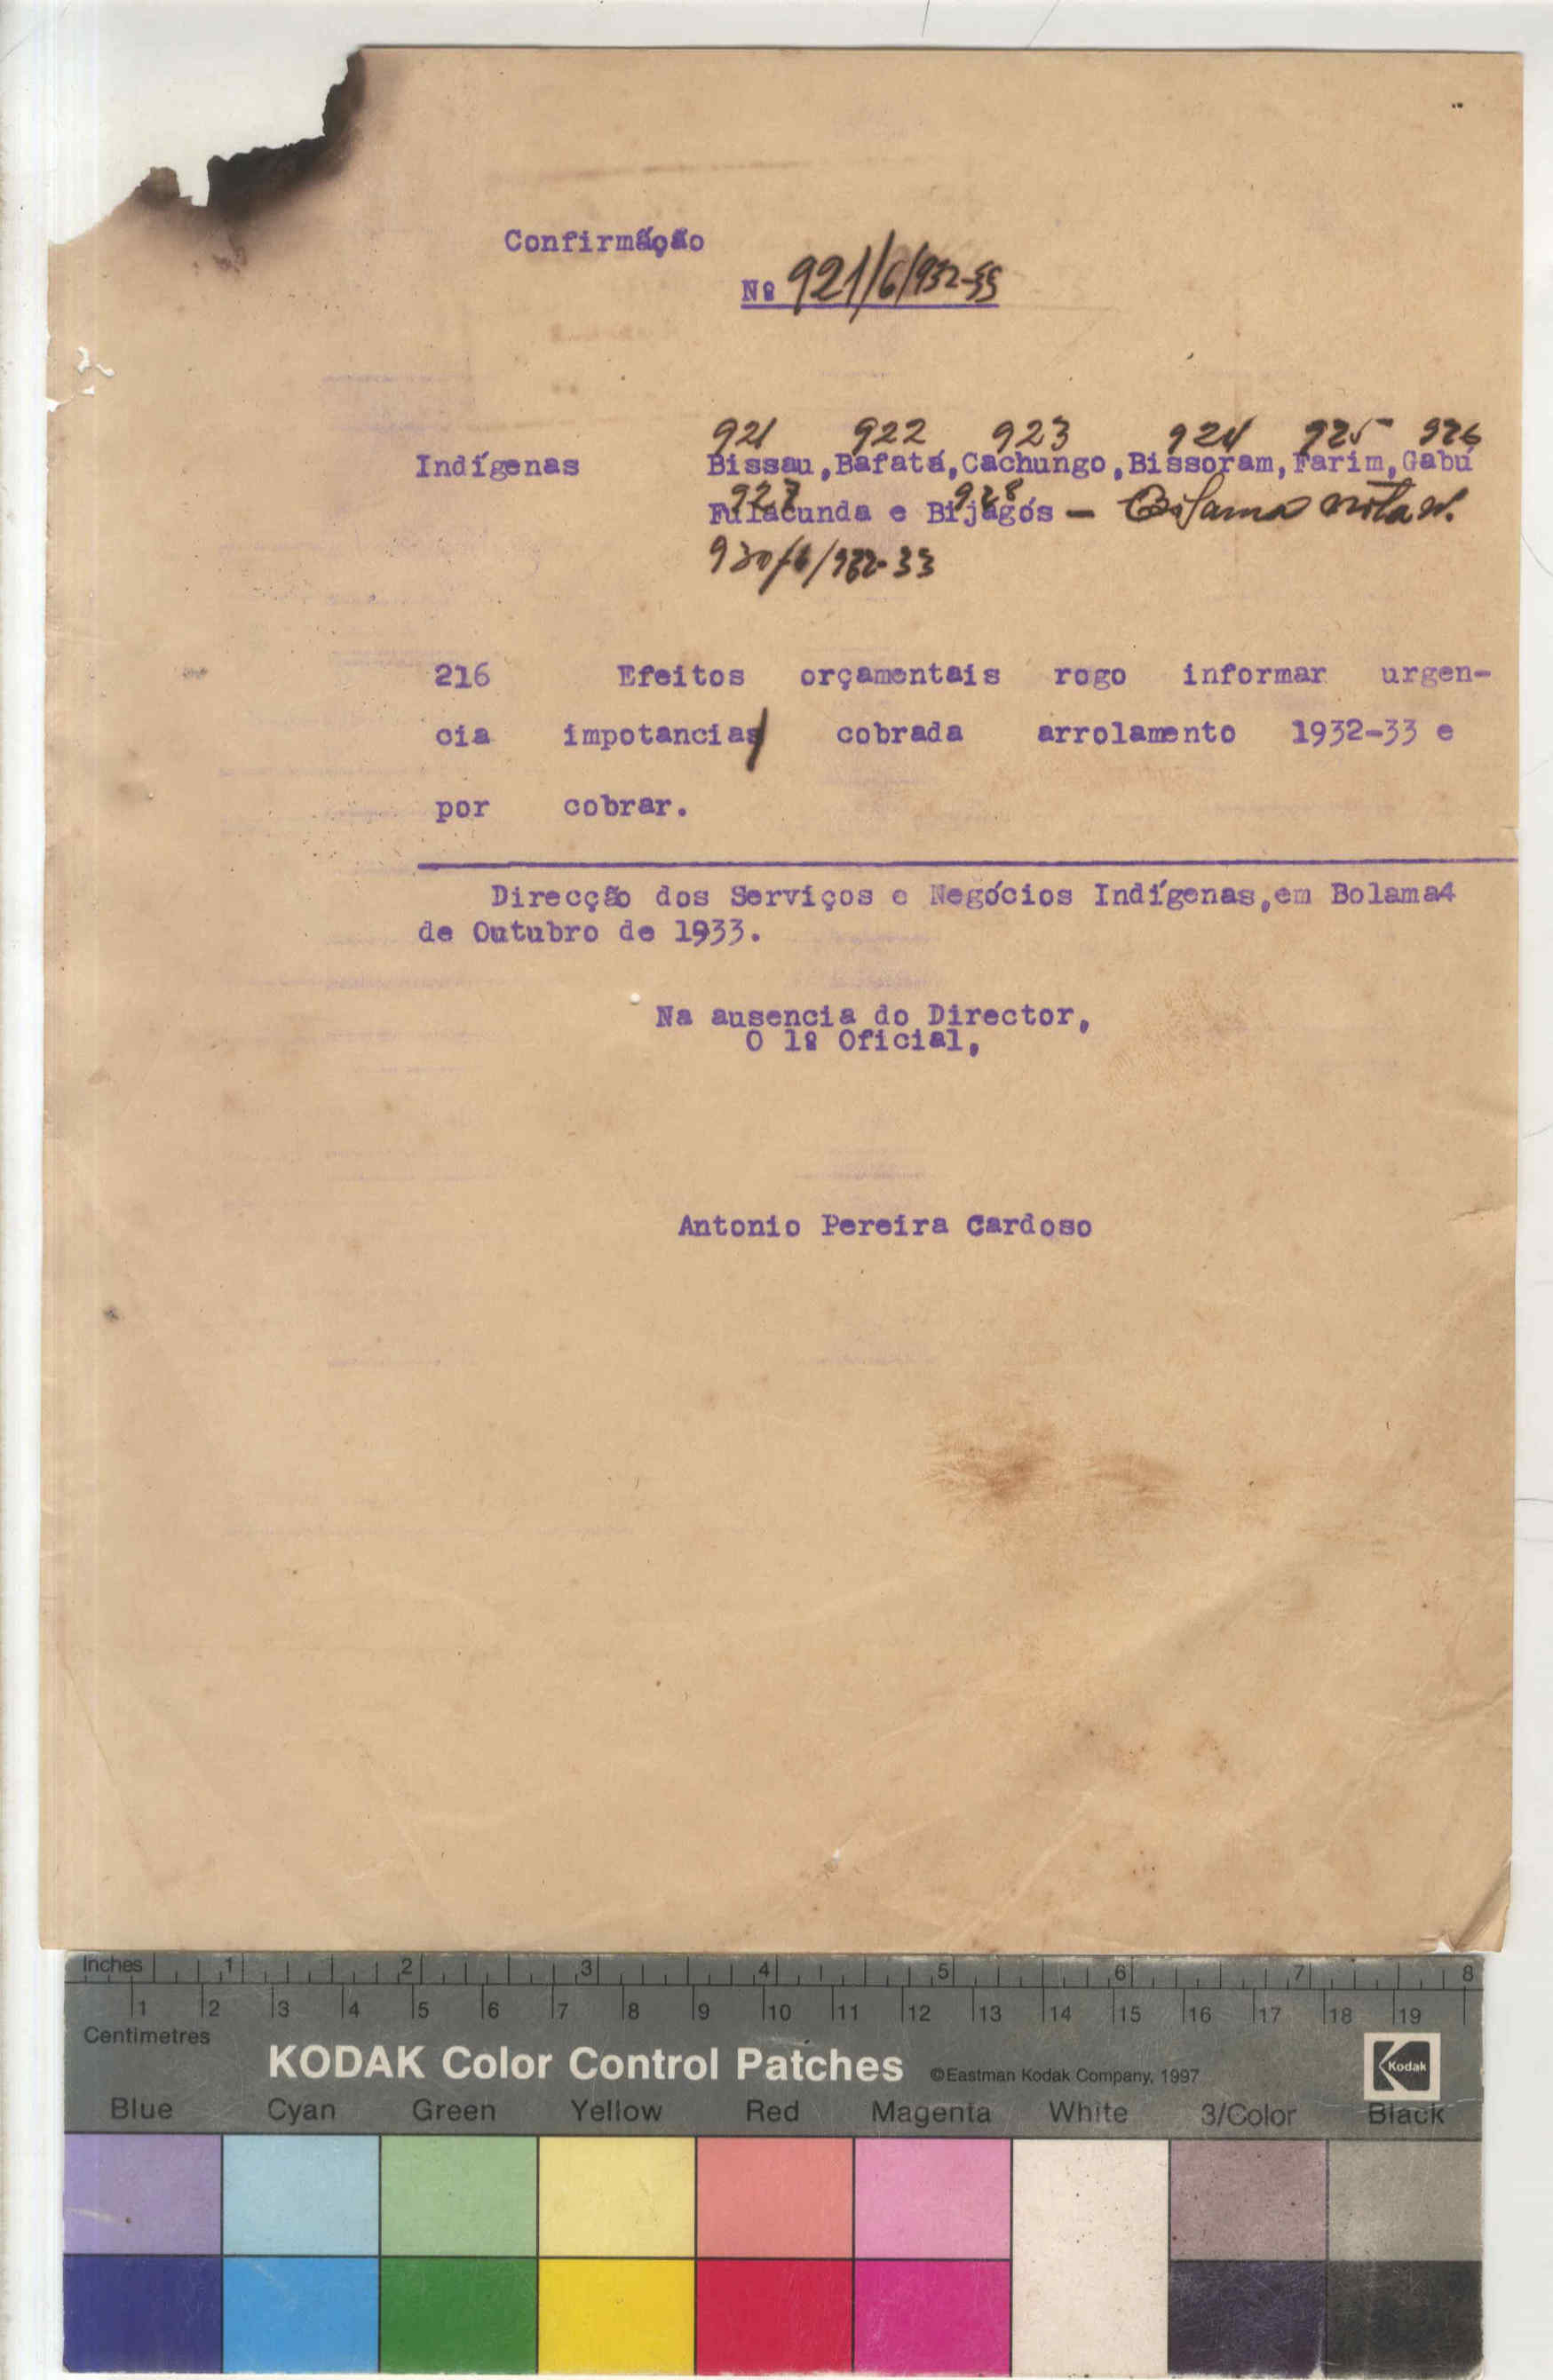 Confirmáção
Nº 921/6/932-33
921 922 923 924 925 926
Indígenas Bissau,Bafatá,Cachungo,Bissoram,Farim,Gabú
927 928
Fulacunda e Bijagós - Bolama nota nº.
930/6/932-33
216 Efeitos orçamentais rogo informar urgen-
cia impotancias cobrada arrolamento 1932-33 e
por cobrar.
Direcção dos Serviços e Negócios Indígenas,em Bolama4
de Outubro de 1933.
Na ausencia do Director,
O 1º Oficial,
Antonio Pereira Cardoso
Inches 1 2 3 4 5 6 7 8
1 2 3 4 5 6 7 8 9 10 11 12 13 14 15 16 17 18 19
Centimetres
KODAK Color Control Patches ©Eastman Kodak Company, 1997 Kodak
Blue Cyan Green Yellow Red Magenta White 3/Color Black